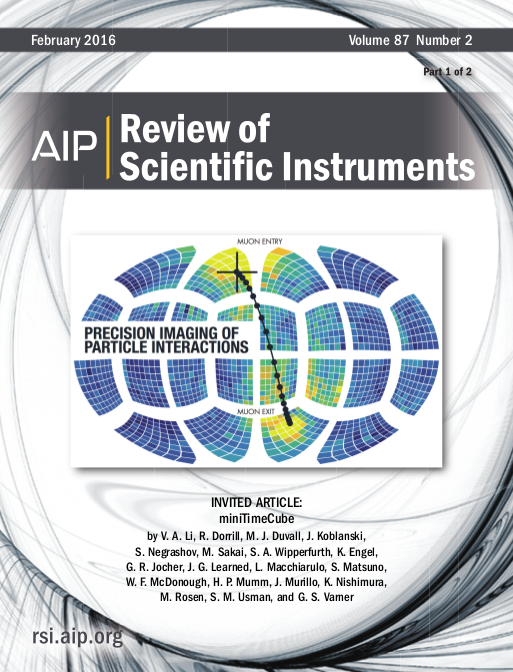 February 2016
Volume 87 Number 2
Part 1 of 2
AIP
Review of
Scientific Instruments
MUON ENTRY
PRECISION IMAGING OF
PARTICLE INTERACTIONS
MUON EXIT
INVITED ARTICLE:
miniTimeCube
by V. A. Li, R. Dorrill, M. J. Duvall, J. Koblanski,
S. Negrashov, M. Sakai, S. A. Wipperfurth, K. Engel,
G. R. Jocher, J. G. Learned, L. Macchiarulo, S. Matsuno,
W. F. McDonough, H. P. Mumm, J. Murillo, K. Nishimura,
M. Rosen, S. M. Usman, and G. S. Varner
rsi.aip.org